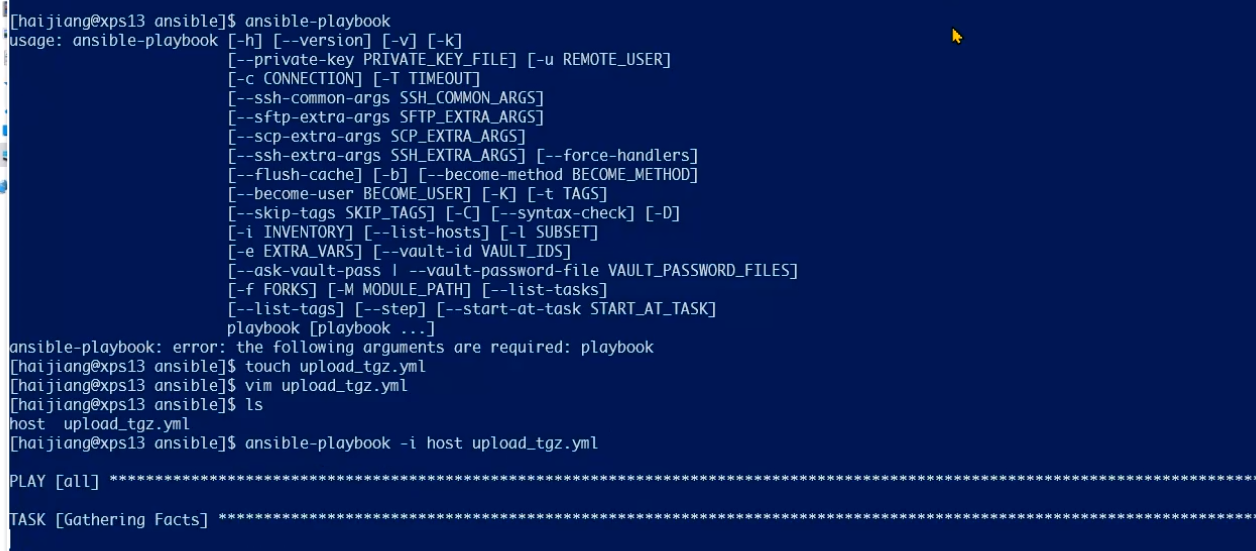 [haijiang@xps13 ansible]$ ansible-playbook
usage: ansible-playbook [-h] [--version] [-v] [-k]
                        [--private-key PRIVATE_KEY_FILE] [-u REMOTE_USER]
                        [-c CONNECTION] [-T TIMEOUT]
                        [--ssh-common-args SSH_COMMON_ARGS]
                        [--sftp-extra-args SFTP_EXTRA_ARGS]
                        [--scp-extra-args SCP_EXTRA_ARGS]
                        [--ssh-extra-args SSH_EXTRA_ARGS] [--force-handlers]
                        [--flush-cache] [-b] [--become-method BECOME_METHOD]
                        [--become-user BECOME_USER] [-K] [-t TAGS]
                        [--skip-tags SKIP_TAGS] [-C] [--syntax-check] [-D]
                        [-i INVENTORY] [--list-hosts] [-l SUBSET]
                        [-e EXTRA_VARS] [--vault-id VAULT_IDS]
                        [--ask-vault-pass | --vault-password-file VAULT_PASSWORD_FILES]
                        [-f FORKS] [-M MODULE_PATH] [--list-tasks]
                        [--list-tags] [--step] [--start-at-task START_AT_TASK]
                        playbook [playbook ...]
ansible-playbook: error: the following arguments are required: playbook
[haijiang@xps13 ansible]$ touch upload_tgz.yml
[haijiang@xps13 ansible]$ vim upload_tgz.yml
[haijiang@xps13 ansible]$ ls
host  upload_tgz.yml
[haijiang@xps13 ansible]$ ansible-playbook -i host upload_tgz.yml
PLAY [all] *******************************************************************************************************************************
TASK [Gathering Facts] *******************************************************************************************************************